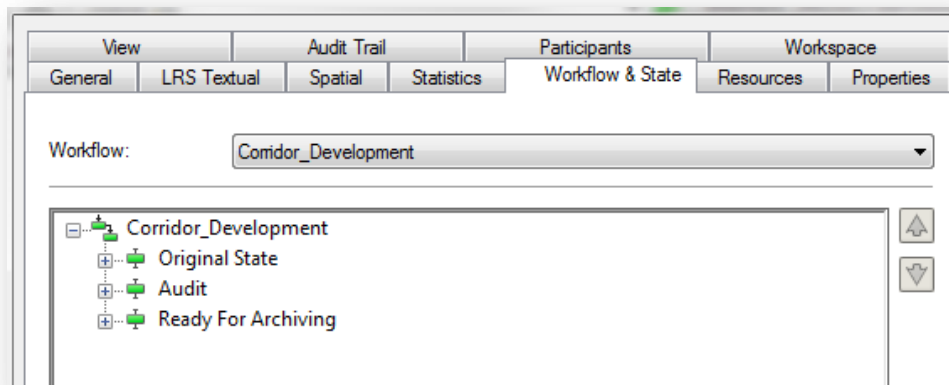 View Audit Trail Participants Workspace
General LRS Textual Spatial Statistics Workflow & State Resources Properties
Workflow: Corridor_Development
Corridor_Development
Original State
Audit
Ready For Archiving